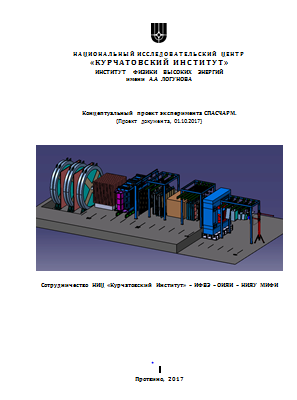 НАЦИОНАЛЬНЫЙ ИССЛЕДОВАТЕЛЬСКИЙ ЦЕНТР
«КУРЧАТОВСКИЙ ИНСТИТУТ»
ИНСТИТУТ ФИЗИКИ ВЫСОКИХ ЭНЕРГИЙ
имени А.А. ЛОГУНОВА
Концептуальный проект эксперимента СПАСЧАРМ.
(Проект документа, 01.10.2017)
Сотрудничество НИЦ «Курчатовский Институт» – ИФВЭ – ОИЯИ – НИЯУ МИФИ
Протвино, 2017